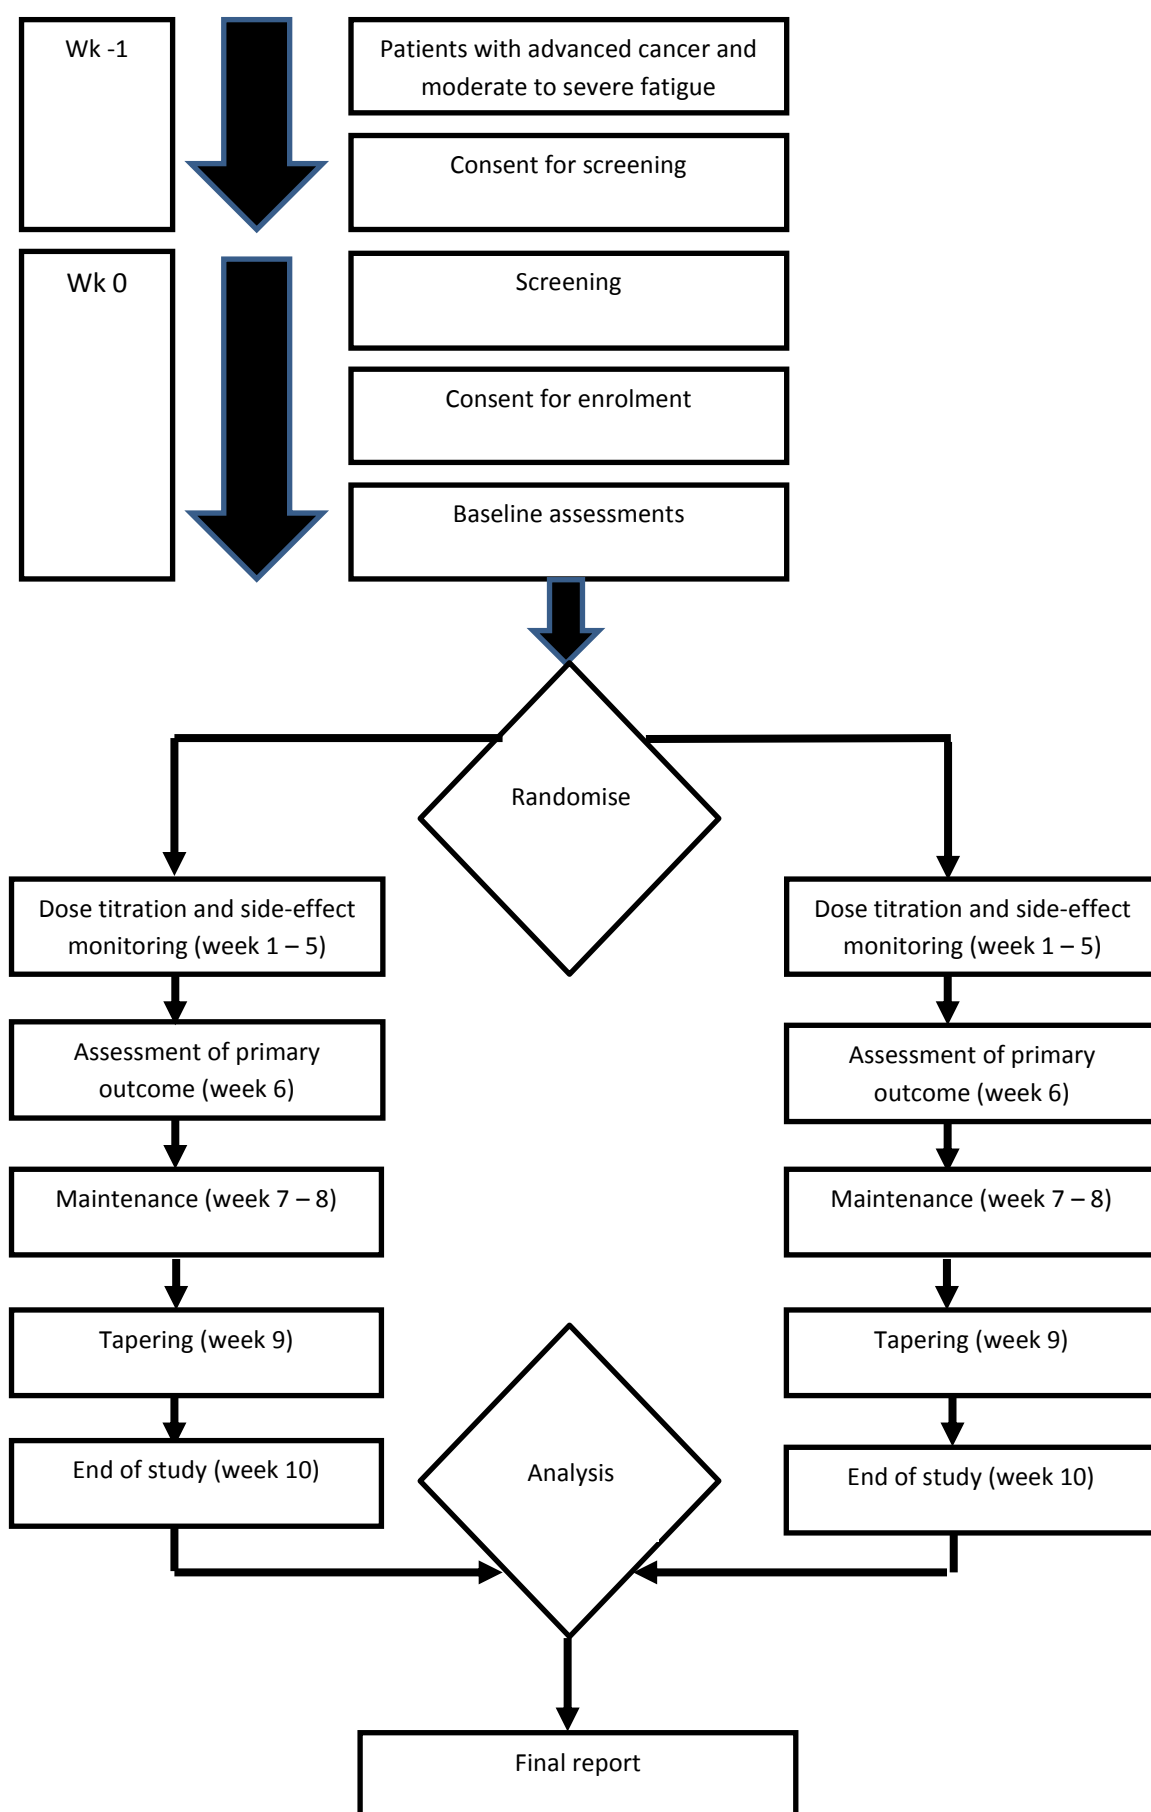 Wk -1
Patients with advanced cancer and
moderate to severe fatigue
Consent for screening
Wk 0
Screening
Consent for enrolment
Baseline assessments
Randomise
Dose titration and side-effect
monitoring (week 1 – 5)
Assessment of primary
outcome (week 6)
Maintenance (week 7 – 8)
Tapering (week 9)
End of study (week 10)
Dose titration and side-effect
monitoring (week 1 – 5)
Assessment of primary
outcome (week 6)
Maintenance (week 7 – 8)
Tapering (week 9)
End of study (week 10)
Analysis
Final report